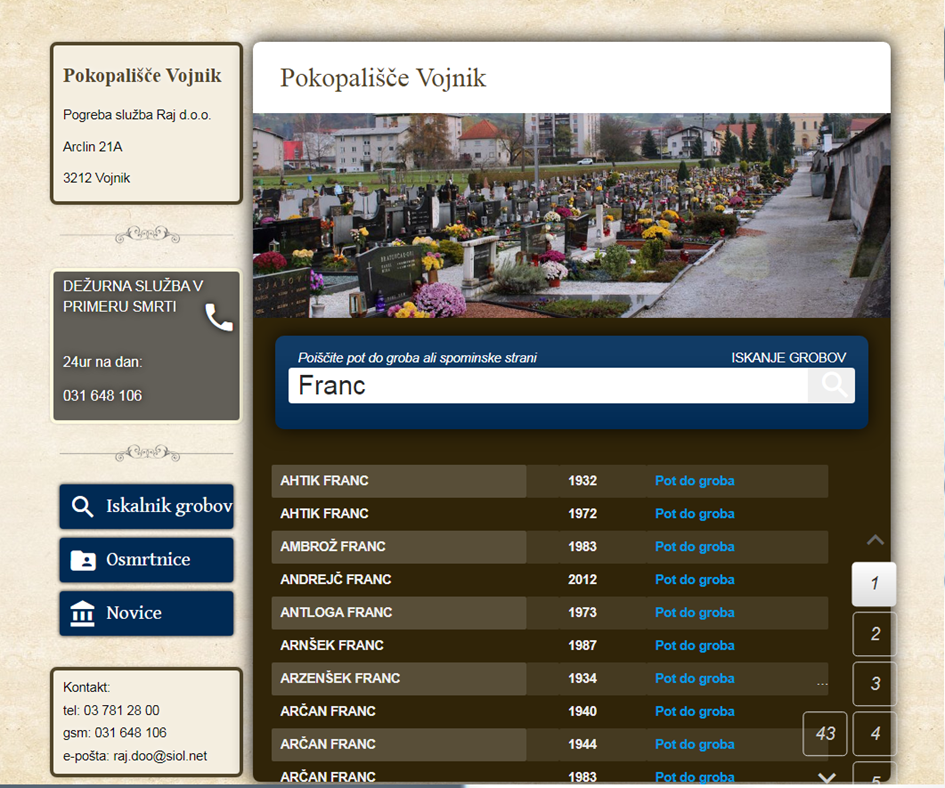 Pokopališče Vojnik
Pogreba služba Raj d.o.o.
Arclin 21A
3212 Vojnik
DEŽURNA SLUŽBA V
PRIMERU SMRTI
24ur na dan:
031 648 106
Iskalnik grobov
Osmrtnice
Novice
Kontakt:
tel: 03 781 28 00
gsm: 031 648 106
e-pošta: raj.doo@siol.net
Pokopališče Vojnik
Poiščite pot do groba ali spominske strani ISKANJE GROBOV
Franc
AHTIK FRANC 1932 Pot do groba
AHTIK FRANC 1972 Pot do groba
AMBROŽ FRANC 1983 Pot do groba
ANDREJČ FRANC 2012 Pot do groba
ANTLOGA FRANC 1973 Pot do groba
ARNŠEK FRANC 1987 Pot do groba
ARZENŠEK FRANC 1934 Pot do groba
ARČAN FRANC 1940 Pot do groba
ARČAN FRANC 1944 Pot do groba
ARČAN FRANC 1983 Pot do groba
1
2
3
...
43 4
5